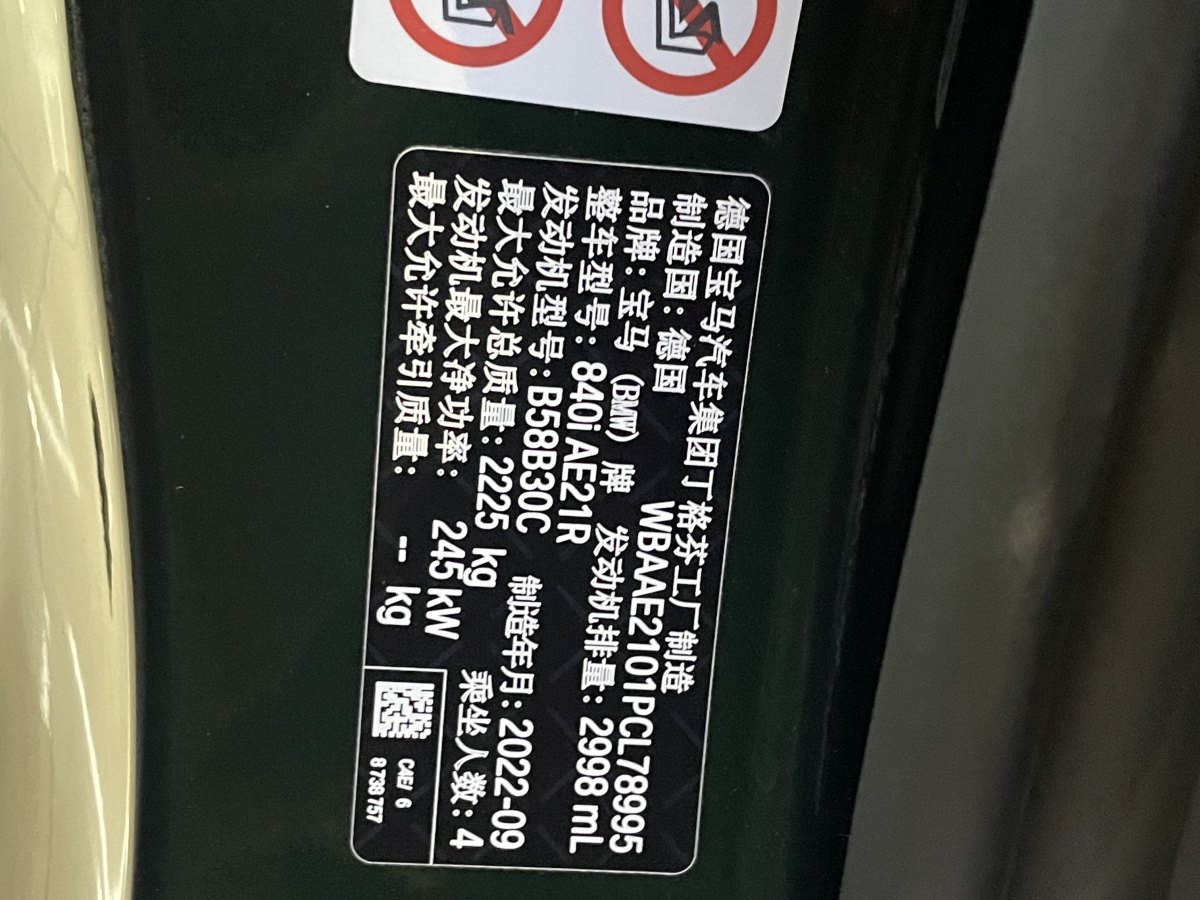 德国宝马汽车集团丁格芬工厂制造
制造国：德国 WBAAE2101PCL78995
品牌：宝马 (BMW) 牌 发动机排量：2998 mL
整车型号：840i AE21R
发动机型号：B58B30C 制造年月：2022-09
最大允许总质量：2225 kg 乘坐人数：4
发动机最大净功率：245 kW
最大允许牵引质量：-- kg
C4E/ 6
8 738 757